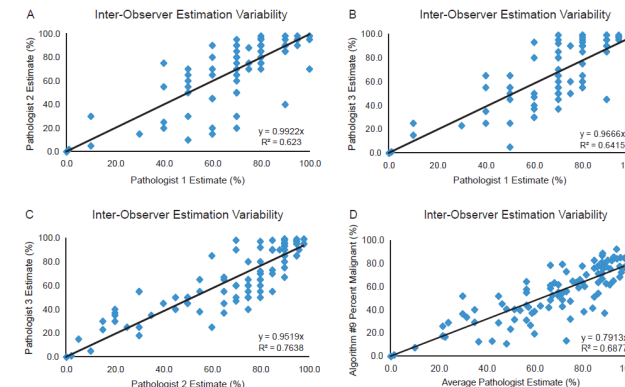 A
Inter-Observer Estimation Variability
Pathologist 2 Estimate (%)
100.0
80.0
60.0
40.0
20.0
0.0
0.0 20.0 40.0 60.0 80.0 100.0
y = 0.9922x
R² = 0.623
Pathologist 1 Estimate (%)
B
Inter-Observer Estimation Variability
Pathologist 3 Estimate (%)
100.0
80.0
60.0
40.0
20.0
0.0
0.0 20.0 40.0 60.0 80.0
y = 0.9666x
R² = 0.6415
Pathologist 1 Estimate (%)
C
Inter-Observer Estimation Variability
Pathologist 3 Estimate (%)
100.0
80.0
60.0
40.0
20.0
0.0
0.0 20.0 40.0 60.0 80.0 100.0
y = 0.9519x
R² = 0.7638
Pathologist 2 Estimate (%)
D
Inter-Observer Estimation Variability
Algorithm #9 Percent Malignant (%)
100.0
80.0
60.0
40.0
20.0
0.0
0.0 20.0 40.0 60.0 80.0
y = 0.7913x
R² = 0.6877
Average Pathologist Estimate (%)